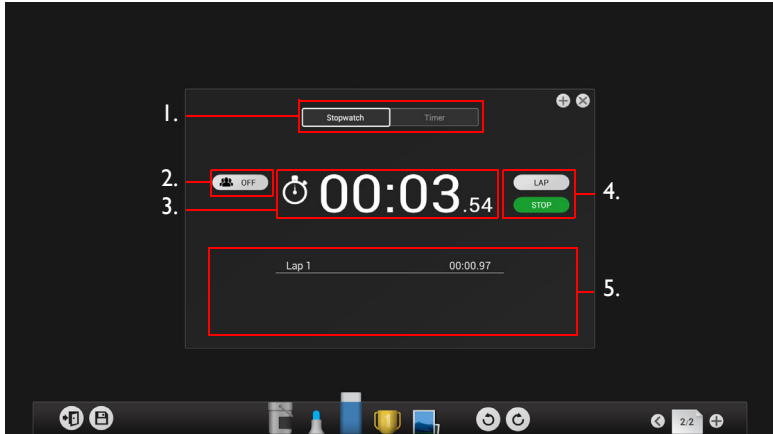 1.
Stopwatch Timer
2.
OFF
3.
00:03.54
LAP
STOP
4.
Lap 1 00:00.97
5.
2/2